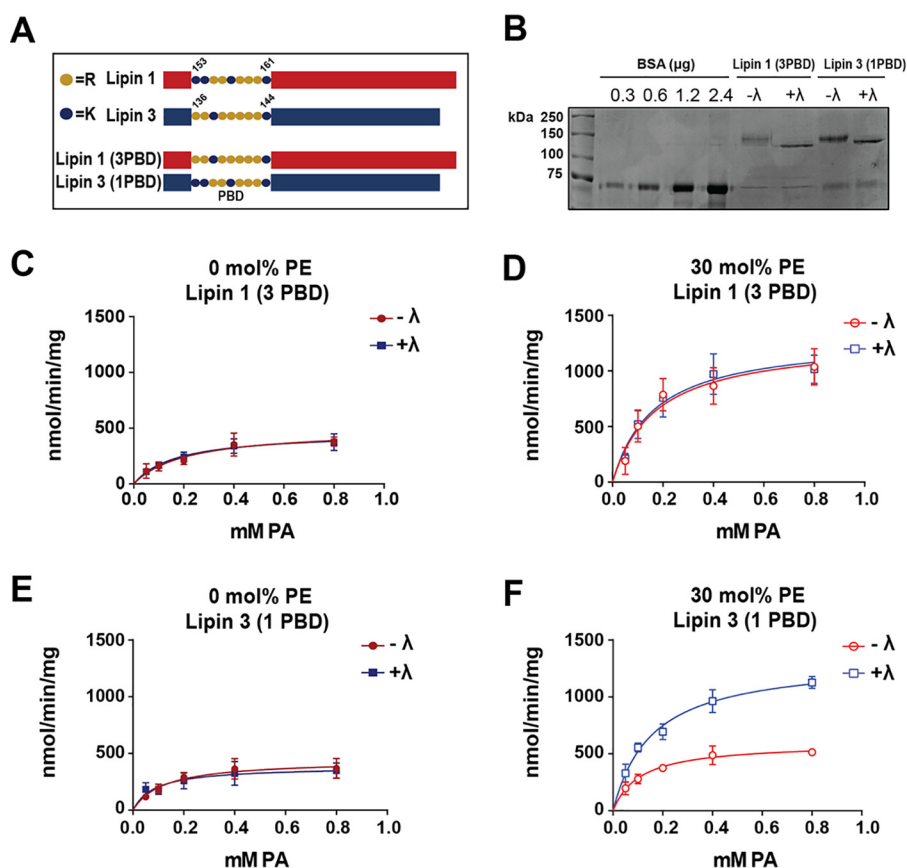 A
=R Lipin 1
153 161
=K Lipin 3
136 144
Lipin 1 (3PBD)
Lipin 3 (1PBD)
PBD
B
BSA (µg) Lipin 1 (3PBD) Lipin 3 (1PBD)
0.3 0.6 1.2 2.4 -λ +λ -λ +λ
kDa
250
150
100
75
C
0 mol% PE
Lipin 1 (3 PBD)
- λ
+λ
nmol/min/mg
1500
1000
500
0
0.0 0.2 0.4 0.6 0.8 1.0
mM PA
D
30 mol% PE
Lipin 1 (3 PBD)
- λ
+λ
nmol/min/mg
1500
1000
500
0
0.0 0.2 0.4 0.6 0.8 1.0
mM PA
E
0 mol% PE
Lipin 3 (1 PBD)
- λ
+λ
nmol/min/mg
1500
1000
500
0
0.0 0.2 0.4 0.6 0.8 1.0
mM PA
F
30 mol% PE
Lipin 3 (1 PBD)
- λ
+λ
nmol/min/mg
1500
1000
500
0
0.0 0.2 0.4 0.6 0.8 1.0
mM PA